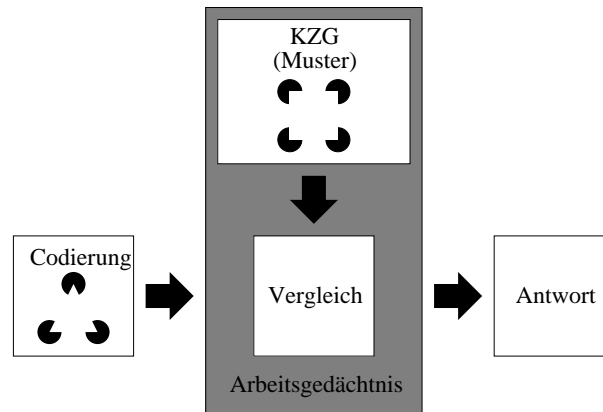 KZG
(Muster)
Codierung
Vergleich
Antwort
Arbeitsgedächtnis